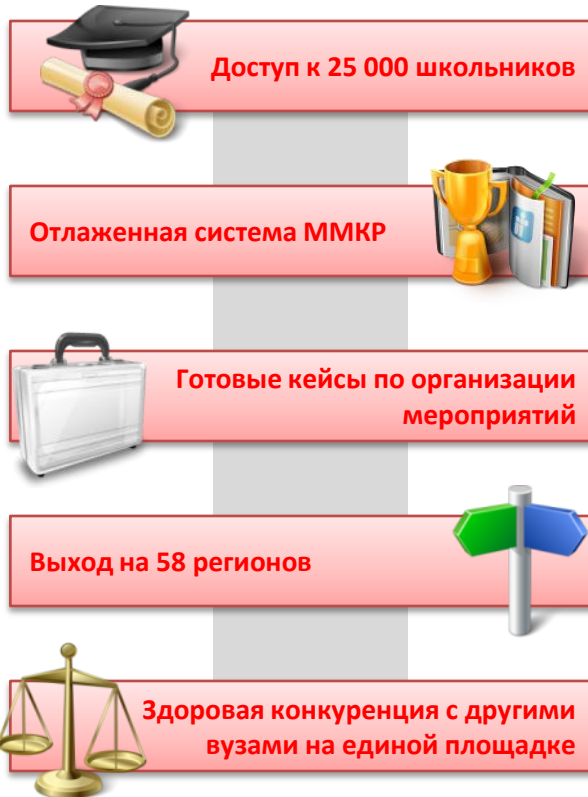 Доступ к 25 000 школьников
Отлаженная система ММКР
Готовые кейсы по организации
мероприятий
Выход на 58 регионов
Здоровая конкуренция с другими
вузами на единой площадке